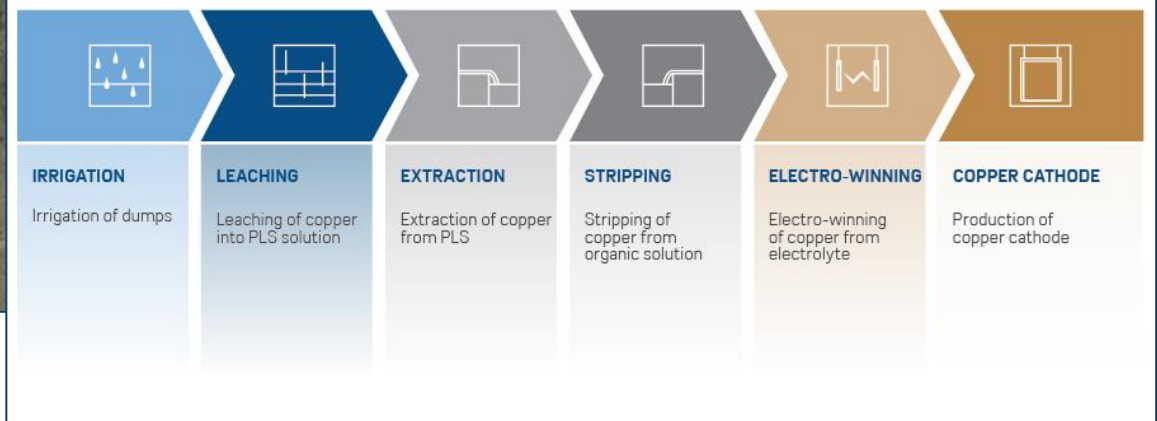 IRRIGATION
Irrigation of dumps
LEACHING
Leaching of copper
into PLS solution
EXTRACTION
Extraction of copper
from PLS
STRIPPING
Stripping of
copper from
organic solution
ELECTRO-WINNING
Electro-winning
of copper from
electrolyte
COPPER CATHODE
Production of
copper cathode